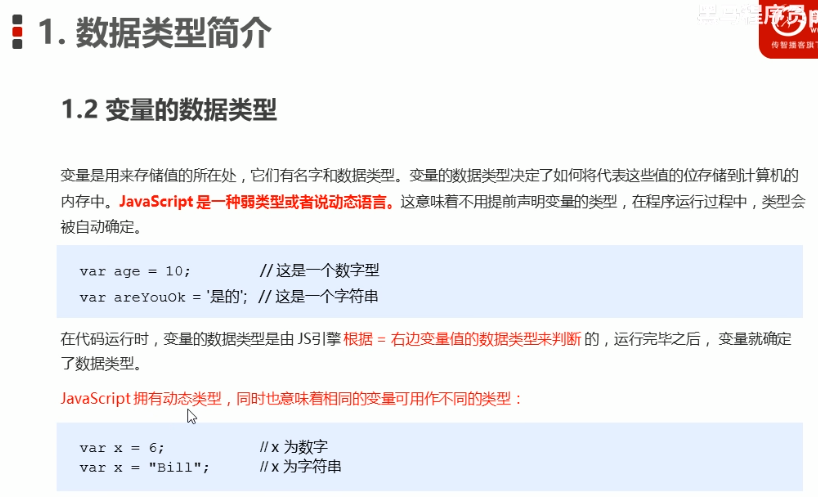 1. 数据类型简介
1.2 变量的数据类型
变量是用来存储值的所在处，它们有名字和数据类型。变量的数据类型决定了如何将代表这些值的位存储到计算机的
内存中。JavaScript 是一种弱类型或者说动态语言。这意味着不用提前声明变量的类型，在程序运行过程中，类型会
被自动确定。
var age = 10; // 这是一个数字型
var areYouOk = '是的'; // 这是一个字符串
在代码运行时，变量的数据类型是由 JS引擎 根据 = 右边变量值的数据类型来判断 的，运行完毕之后， 变量就确定
了数据类型。
JavaScript 拥有动态类型，同时也意味着相同的变量可用作不同的类型：
var x = 6; // x 为数字
var x = "Bill"; // x 为字符串